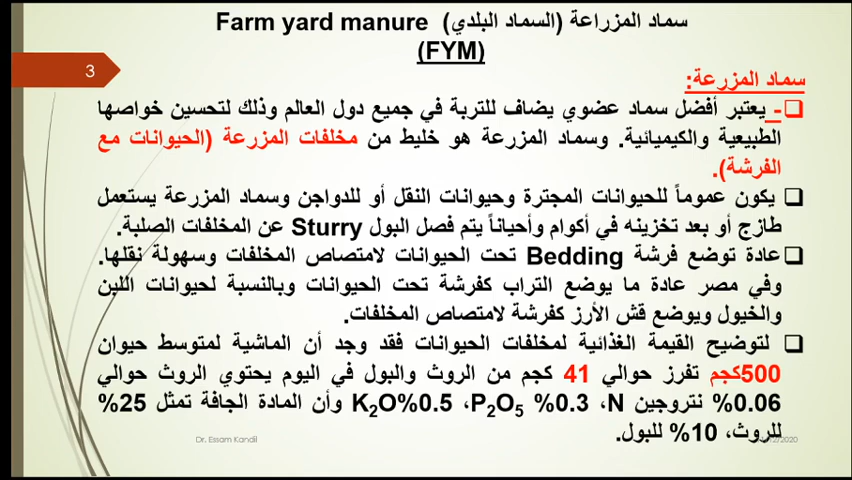 سماد المزراعة (السماد البلدي) Farm yard manure
(FYM)
3
سماد المزرعة:
- يعتبر أفضل سماد عضوي يضاف للتربة في جميع دول العالم وذلك لتحسين خواصها
الطبيعية والكيميائية. وسماد المزرعة هو خليط من مخلفات المزرعة (الحيوانات مع
الفرشة).
يكون عموماً للحيوانات المجترة وحيوانات النقل أو للدواجن وسماد المزرعة يستعمل
طازج أو بعد تخزينه في أكوام وأحياناً يتم فصل البول Sturry عن المخلفات الصلبة.
عادة توضع فرشة Bedding تحت الحيوانات لامتصاص المخلفات وسهولة نقلها.
وفي مصر عادة ما يوضع التراب كفرشة تحت الحيوانات وبالنسبة لحيوانات اللبن
والخيول ويوضع قش الأرز كفرشة لامتصاص المخلفات.
لتوضيح القيمة الغذائية لمخلفات الحيوانات فقد وجد أن الماشية لمتوسط حيوان
500كجم تفرز حوالي 41 كجم من الروث والبول في اليوم يحتوي الروث حوالي
0.06% نتروجين N، 0.3% P₂O₅، 0.5%K₂O وأن المادة الجافة تمثل 25%
للروث، 10% للبول.
Dr. Essam Kandil